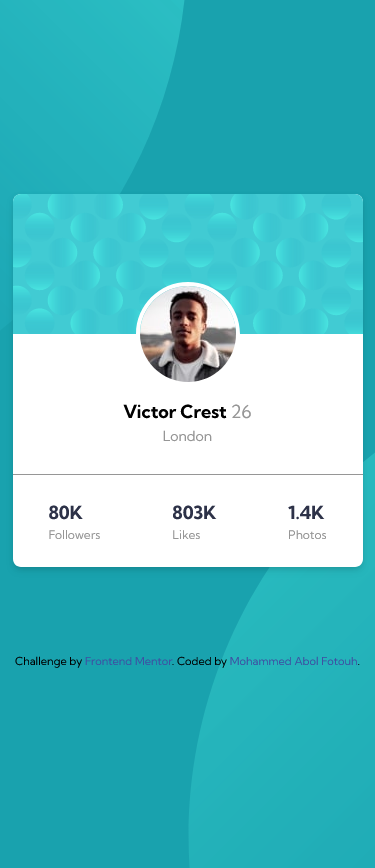 Victor Crest 26
London
80K 803K 1.4K
Followers Likes Photos
Challenge by Frontend Mentor. Coded by Mohammed Abol Fotouh.